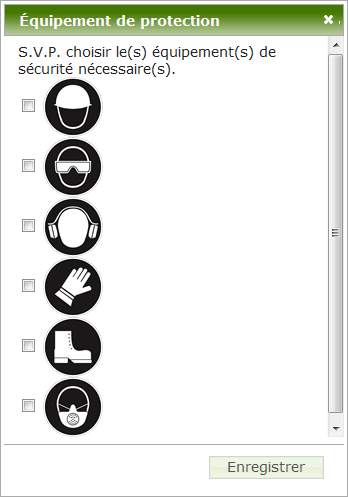 Équipement de protection
S.V.P. choisir le(s) équipement(s) de
sécurité nécessaire(s).
Enregistrer